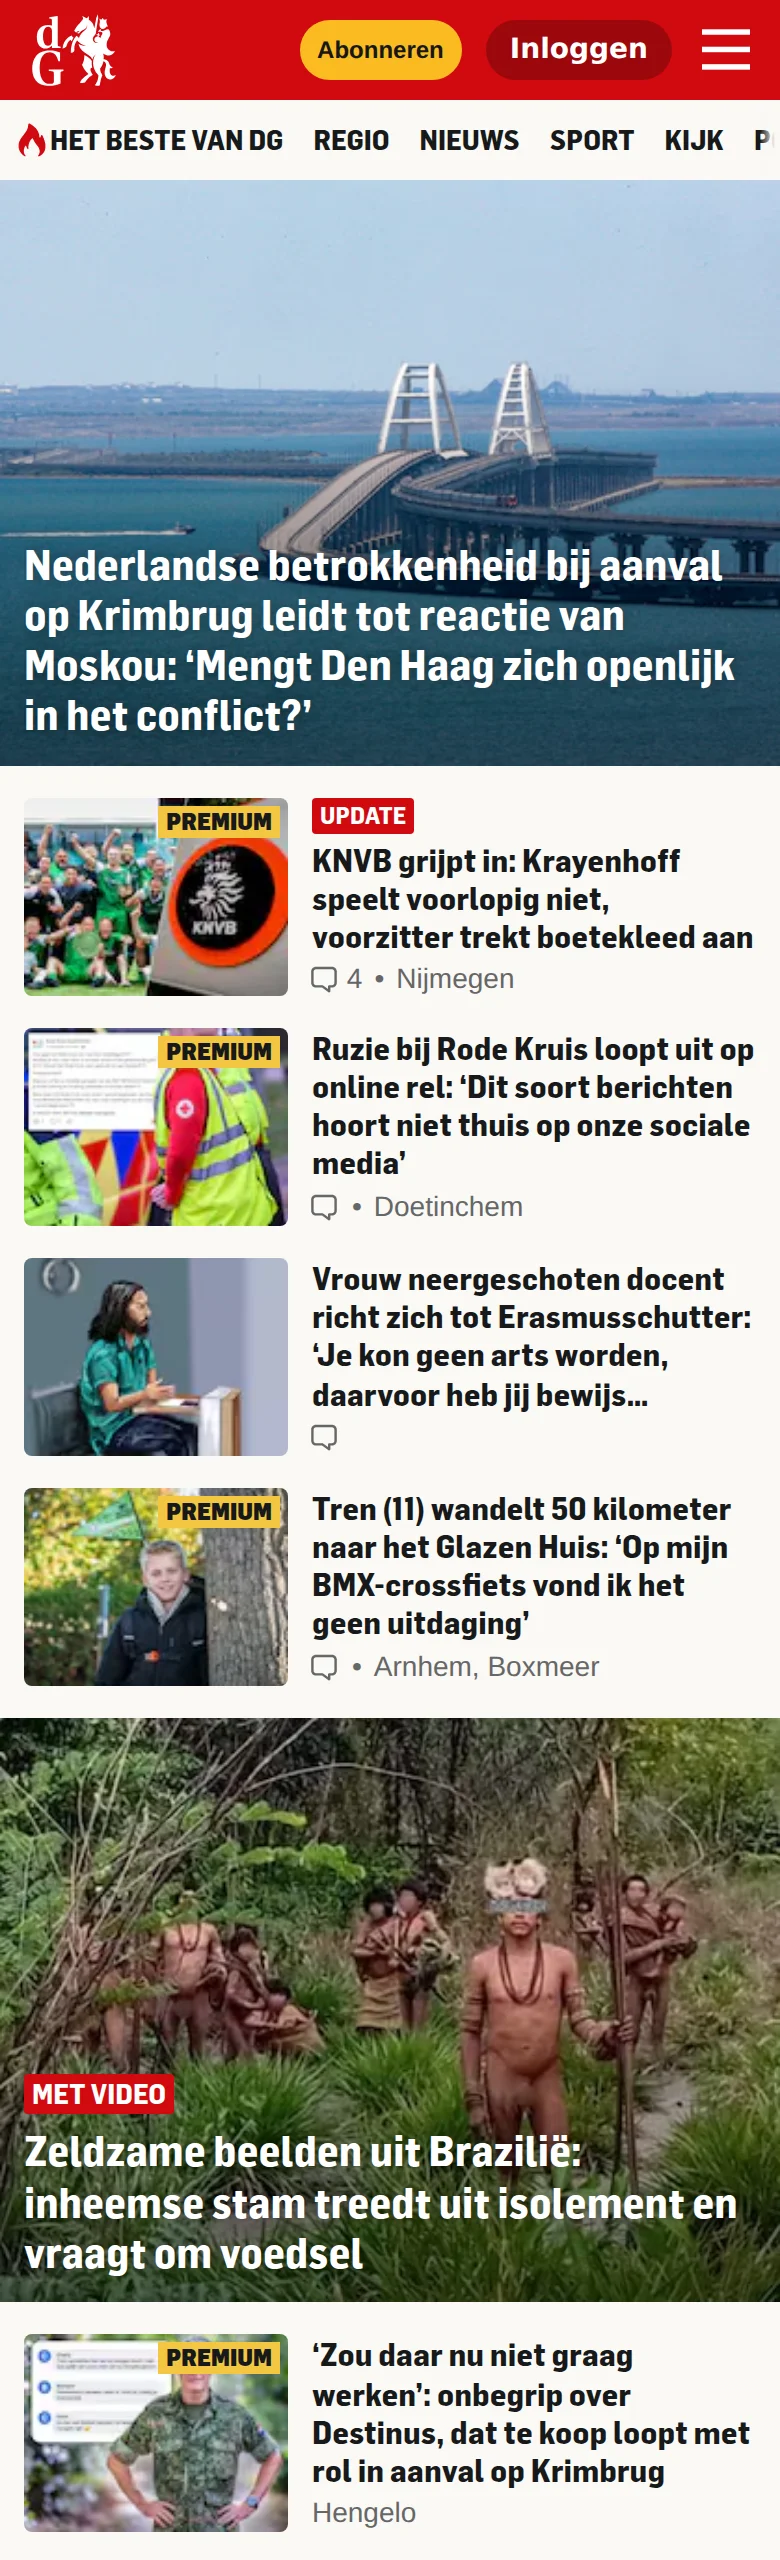 dG
Abonneren
Inloggen
HET BESTE VAN DG
REGIO
NIEUWS
SPORT
KIJK
Nederlandse betrokkenheid bij aanval
op Krimbrug leidt tot reactie van
Moskou: ‘Mengt Den Haag zich openlijk
in het conflict?’
PREMIUM
KNVB
UPDATE
KNVB grijpt in: Krayenhoff
speelt voorlopig niet,
voorzitter trekt boetekleed aan
4 • Nijmegen
PREMIUM
Ruzie bij Rode Kruis loopt uit op
online rel: ‘Dit soort berichten
hoort niet thuis op onze sociale
media’
• Doetinchem
Vrouw neergeschoten docent
richt zich tot Erasmusschutter:
‘Je kon geen arts worden,
daarvoor heb jij bewijs...
PREMIUM
Tren (11) wandelt 50 kilometer
naar het Glazen Huis: ‘Op mijn
BMX-crossfiets vond ik het
geen uitdaging’
• Arnhem, Boxmeer
MET VIDEO
Zeldzame beelden uit Brazilië:
inheemse stam treedt uit isolement en
vraagt om voedsel
PREMIUM
‘Zou daar nu niet graag
werken’: onbegrip over
Destinus, dat te koop loopt met
rol in aanval op Krimbrug
Hengelo